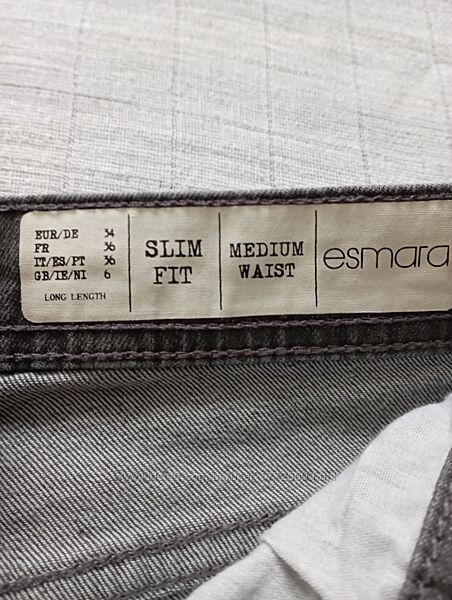 EUR/DE 34
FR 36
IT/ES/PT 36
GB/IE/NI 6
LONG LENGTH
SLIM
FIT
MEDIUM
WAIST
esmara